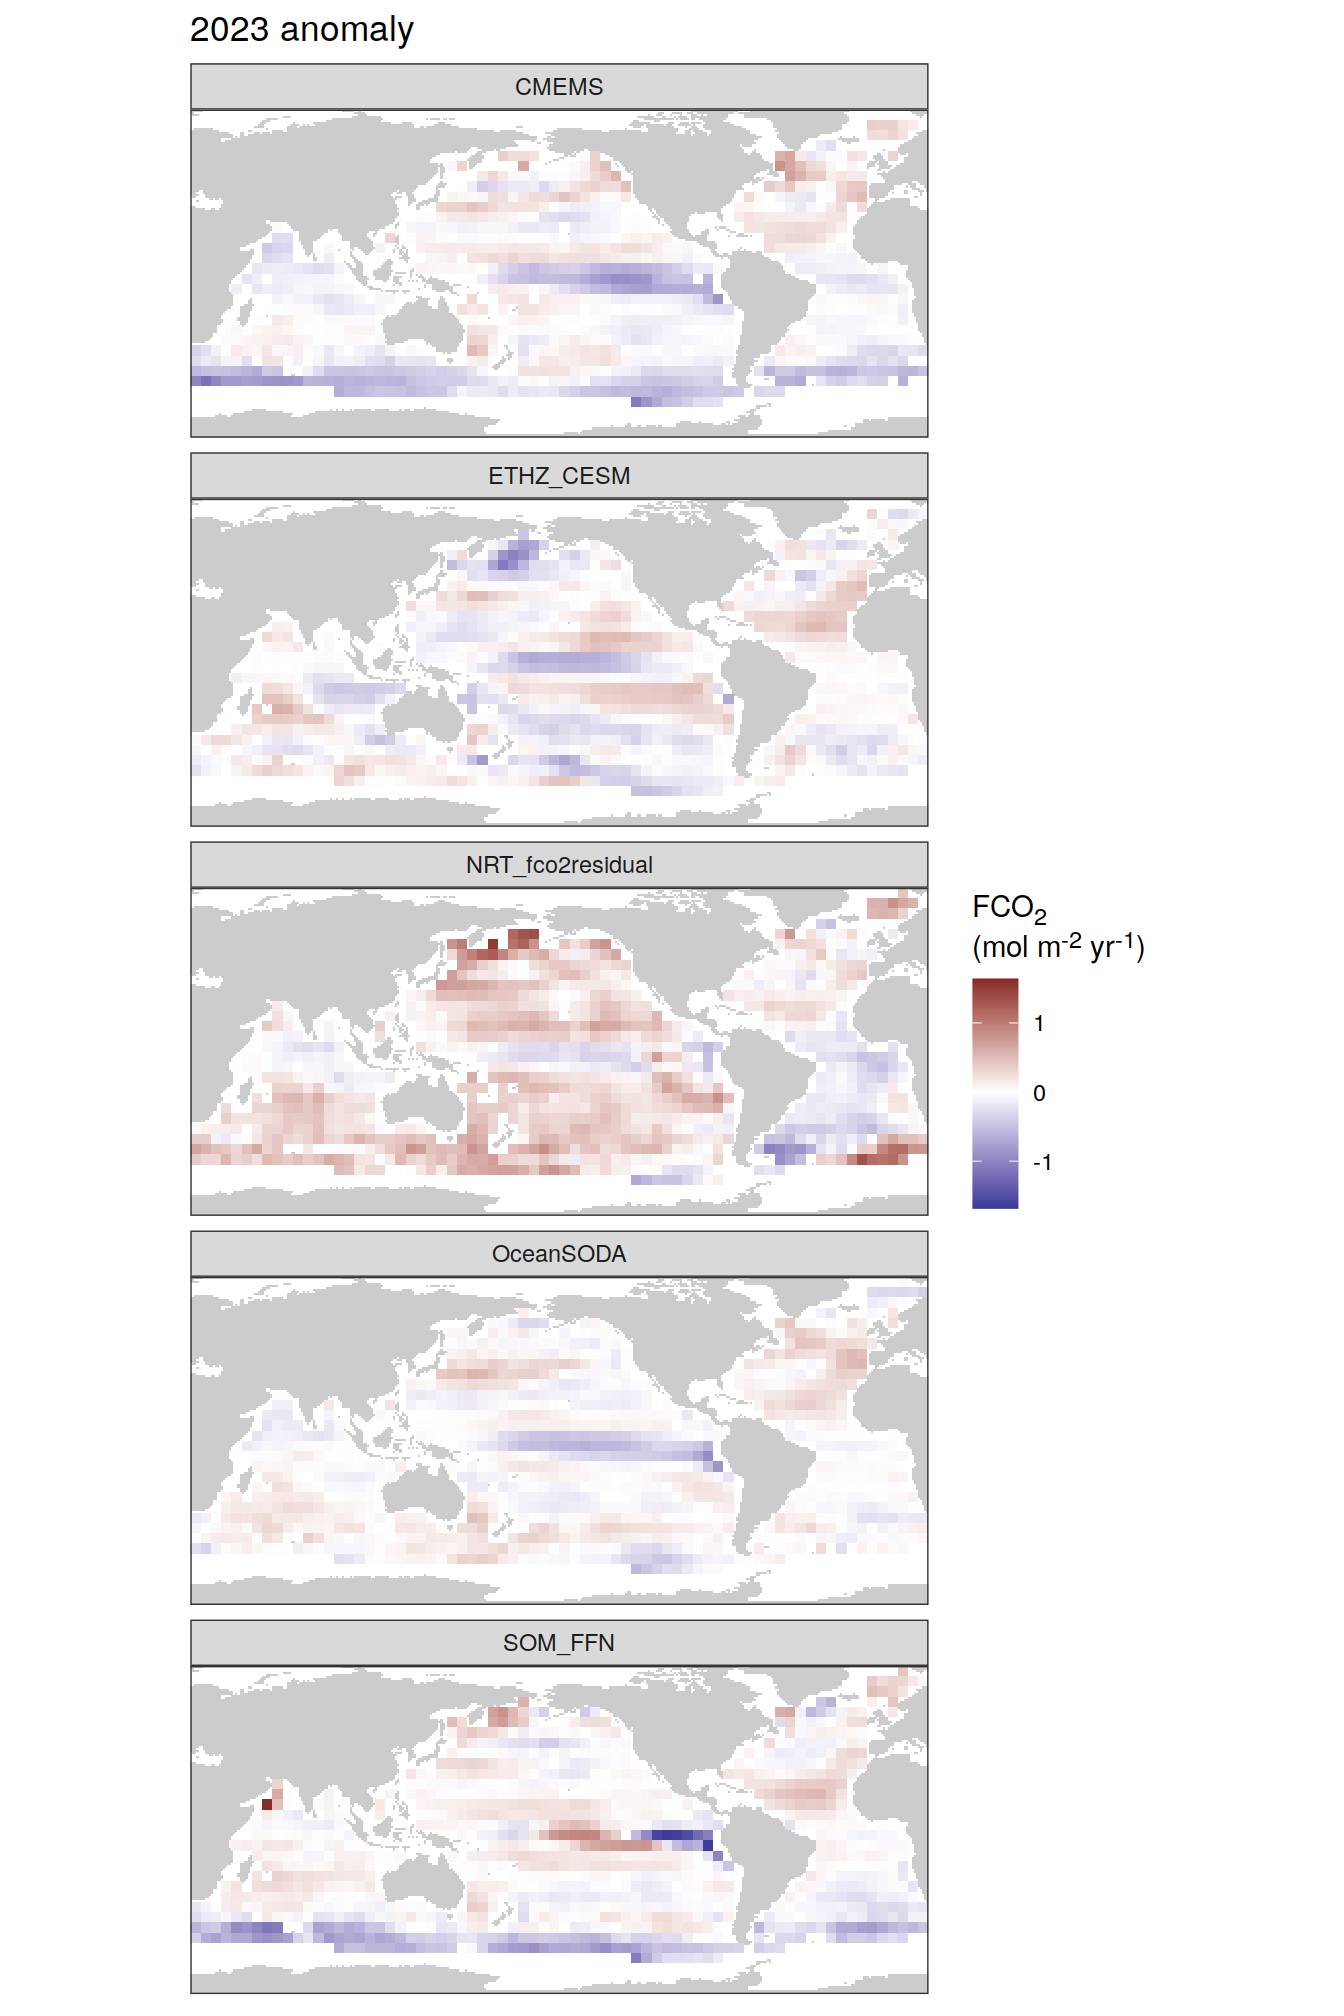 2023 anomaly
CMEMS
ETHZ_CESM
NRT_fco2residual
FCO₂
(mol m⁻² yr⁻¹)
1
0
-1
OceanSODA
SOM_FFN